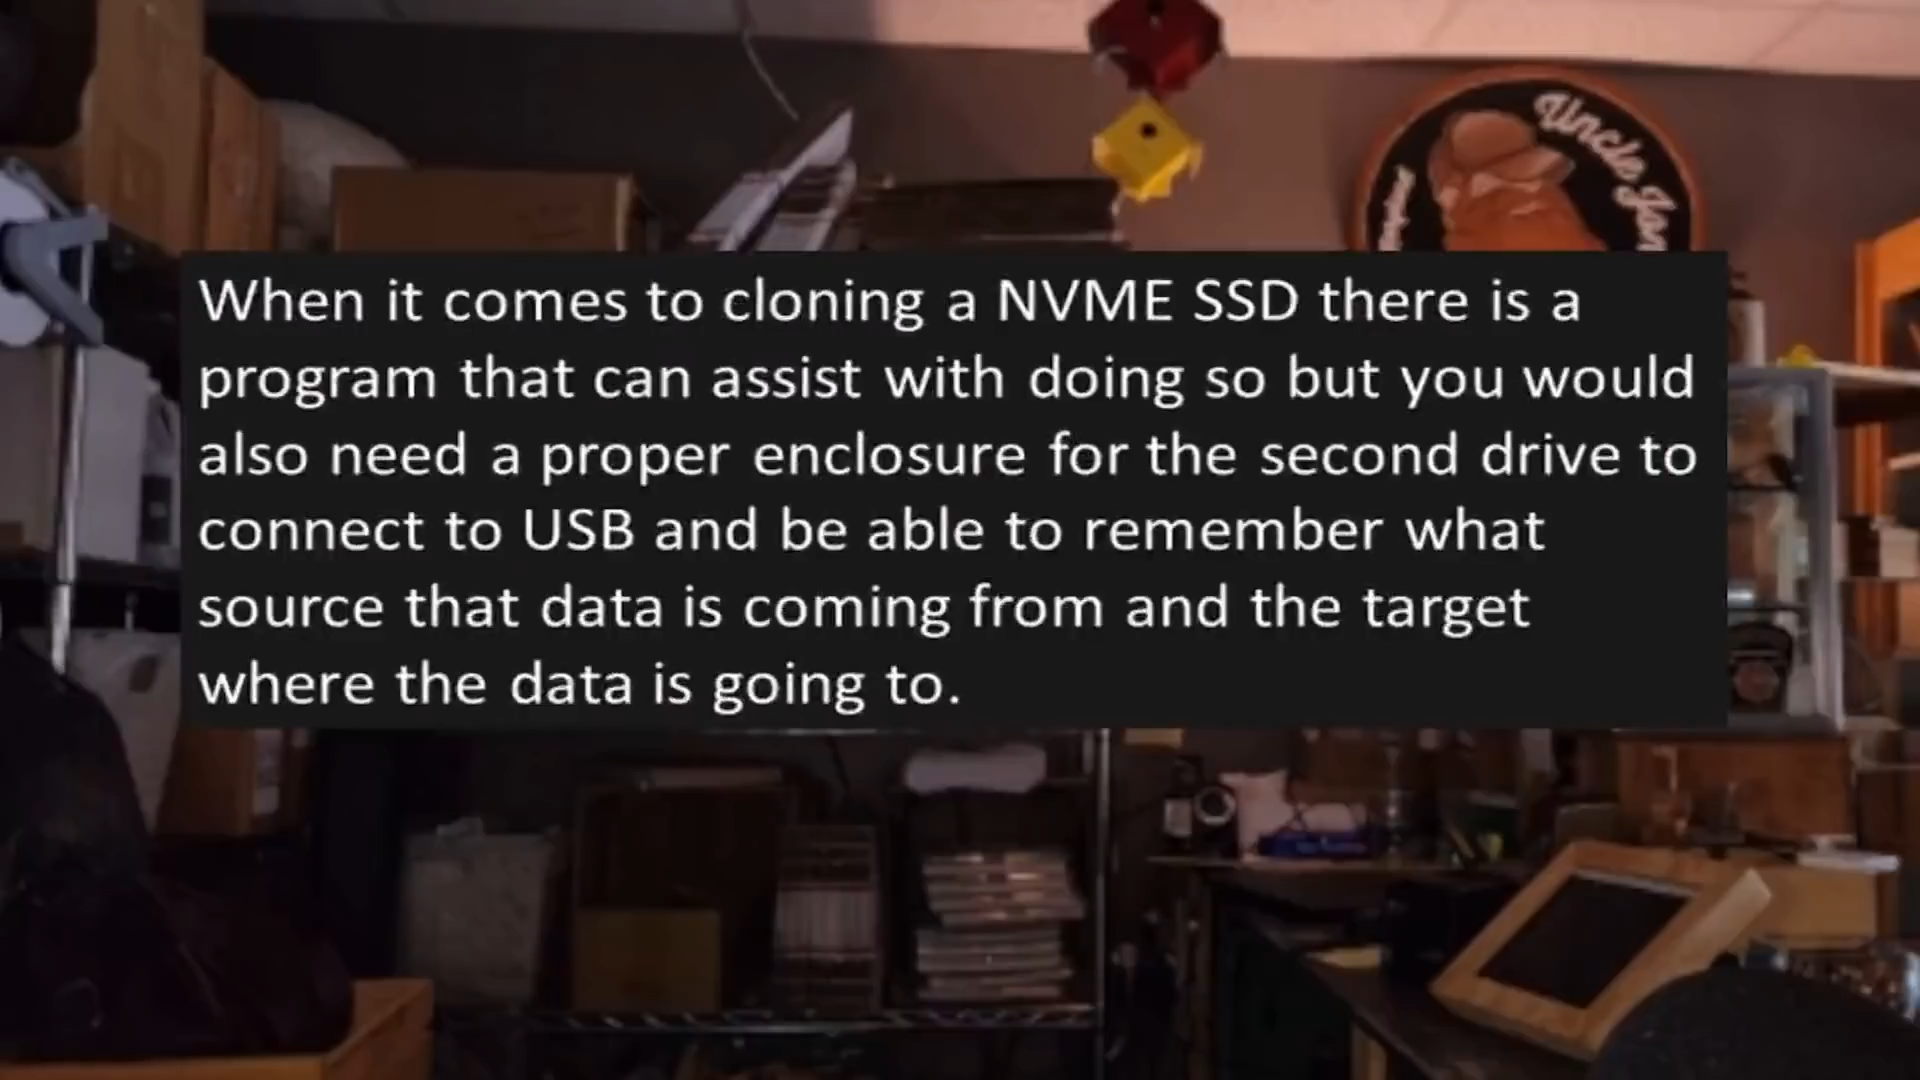 Uncle
When it comes to cloning a NVME SSD there is a
program that can assist with doing so but you would
also need a proper enclosure for the second drive to
connect to USB and be able to remember what
source that data is coming from and the target
where the data is going to.